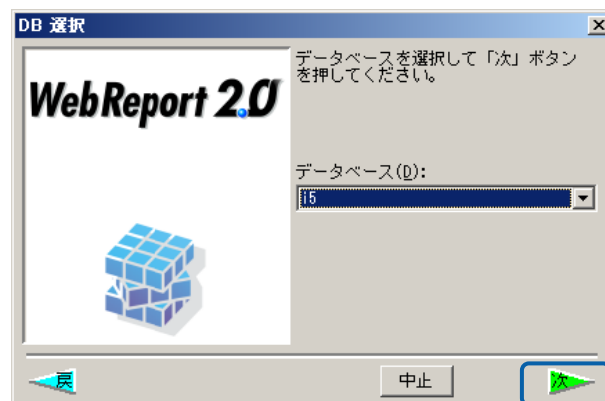 DB 選択
WebReport 2.0
データベースを選択して「次」ボタン
を押してください。
データベース(D):
i5
戻
中止
次